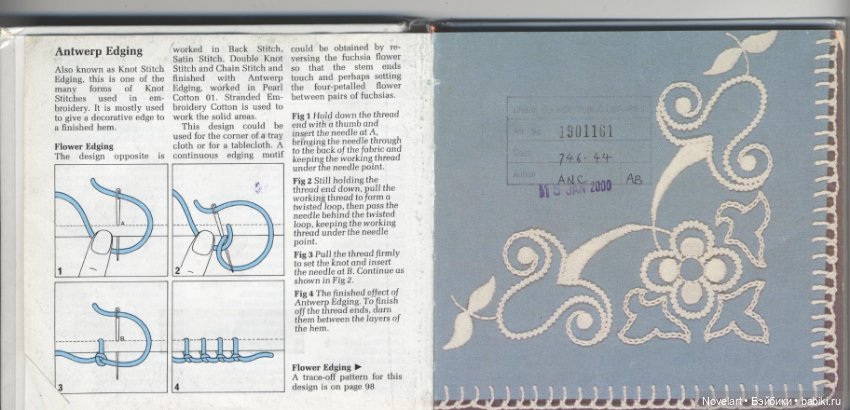 Antwerp Edging
Also known as Knot Stitch
Edging, this is one of the
many forms of Knot
Stitches used in em-
broidery. It is mostly used
to give a decorative edge to
a finished hem.
Flower Edging
The design opposite is
worked in Back Stitch,
Satin Stitch, Double Knot
Stitch and Chain Stitch and
finished with Antwerp
Edging, worked in Pearl
Cotton 01. Stranded Em-
broidery Cotton is used to
work the solid areas.
This design could be
used for the corner of a tray
cloth or for a tablecloth. A
continuous edging motif
could be obtained by re-
versing the fuchsia flower
so that the stem ends
touch and perhaps setting
the four-petalled flower
between pairs of fuchsias.
Fig 1 Hold down the thread
end with a thumb and
insert the needle at A,
bringing the needle through
to the back of the fabric and
keeping the working thread
under the needle point.
Fig 2 Still holding the
thread end down, pull the
working thread to form a
twisted loop, then pass the
needle behind the twisted
loop, keeping the working
thread under the needle
point.
Fig 3 Pull the thread firmly
to set the knot and insert
the needle at B. Continue as
shown in Fig 2.
Fig 4 The finished effect of
Antwerp Edging. To finish
off the thread ends, darn
them between the layers of
the hem.
Flower Edging ▶
A trace-off pattern for this
design is on page 98
A
1
2
B
3
4
1901161
746.44
ANC AB
JAN 2000
Novelart • Бэйбики • babiki.ru